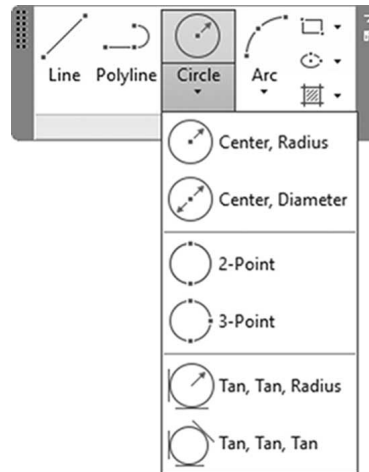 Line Polyline Circle Arc
Center, Radius
Center, Diameter
2-Point
3-Point
Tan, Tan, Radius
Tan, Tan, Tan